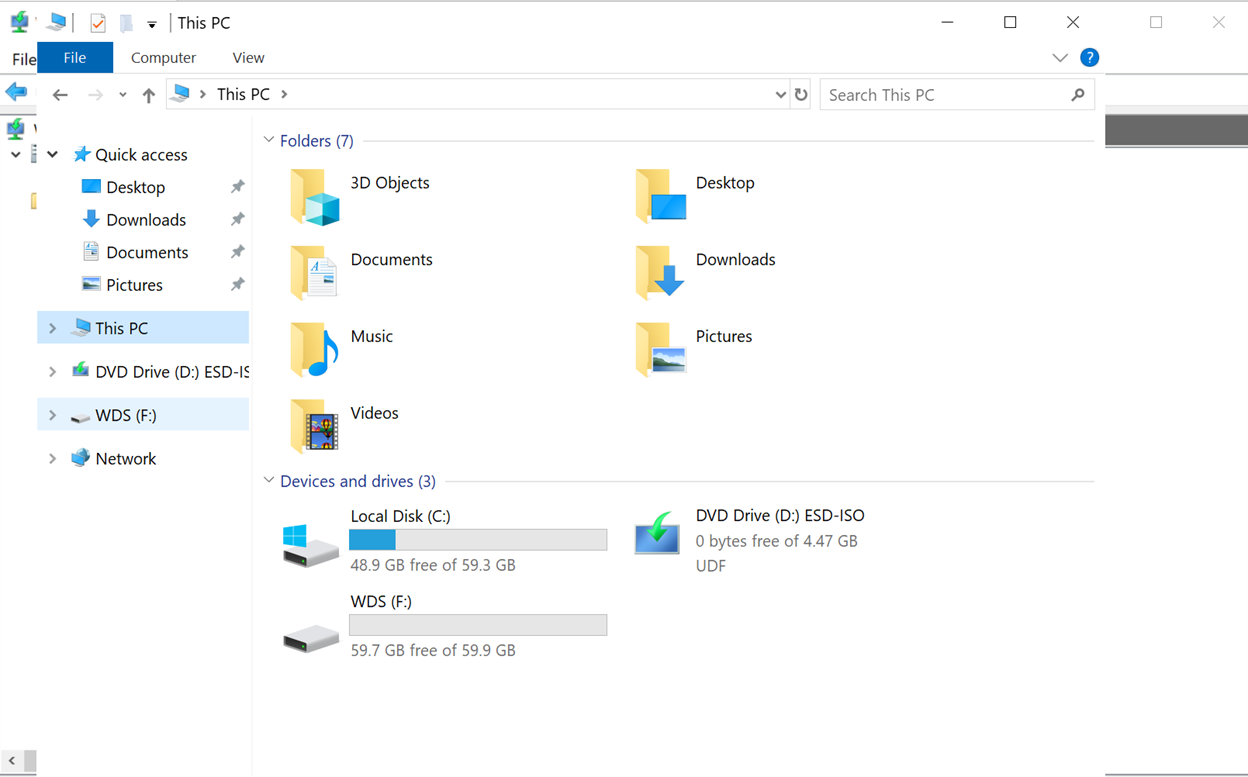 This PC
File
File
Computer
View
?
This PC
Search This PC
Quick access
Desktop
Downloads
Documents
Pictures
This PC
DVD Drive (D:) ESD-IS
WDS (F:)
Network
Folders (7)
3D Objects
Desktop
Documents
Downloads
Music
Pictures
Videos
Devices and drives (3)
Local Disk (C:)
48.9 GB free of 59.3 GB
DVD Drive (D:) ESD-ISO
0 bytes free of 4.47 GB
UDF
WDS (F:)
59.7 GB free of 59.9 GB